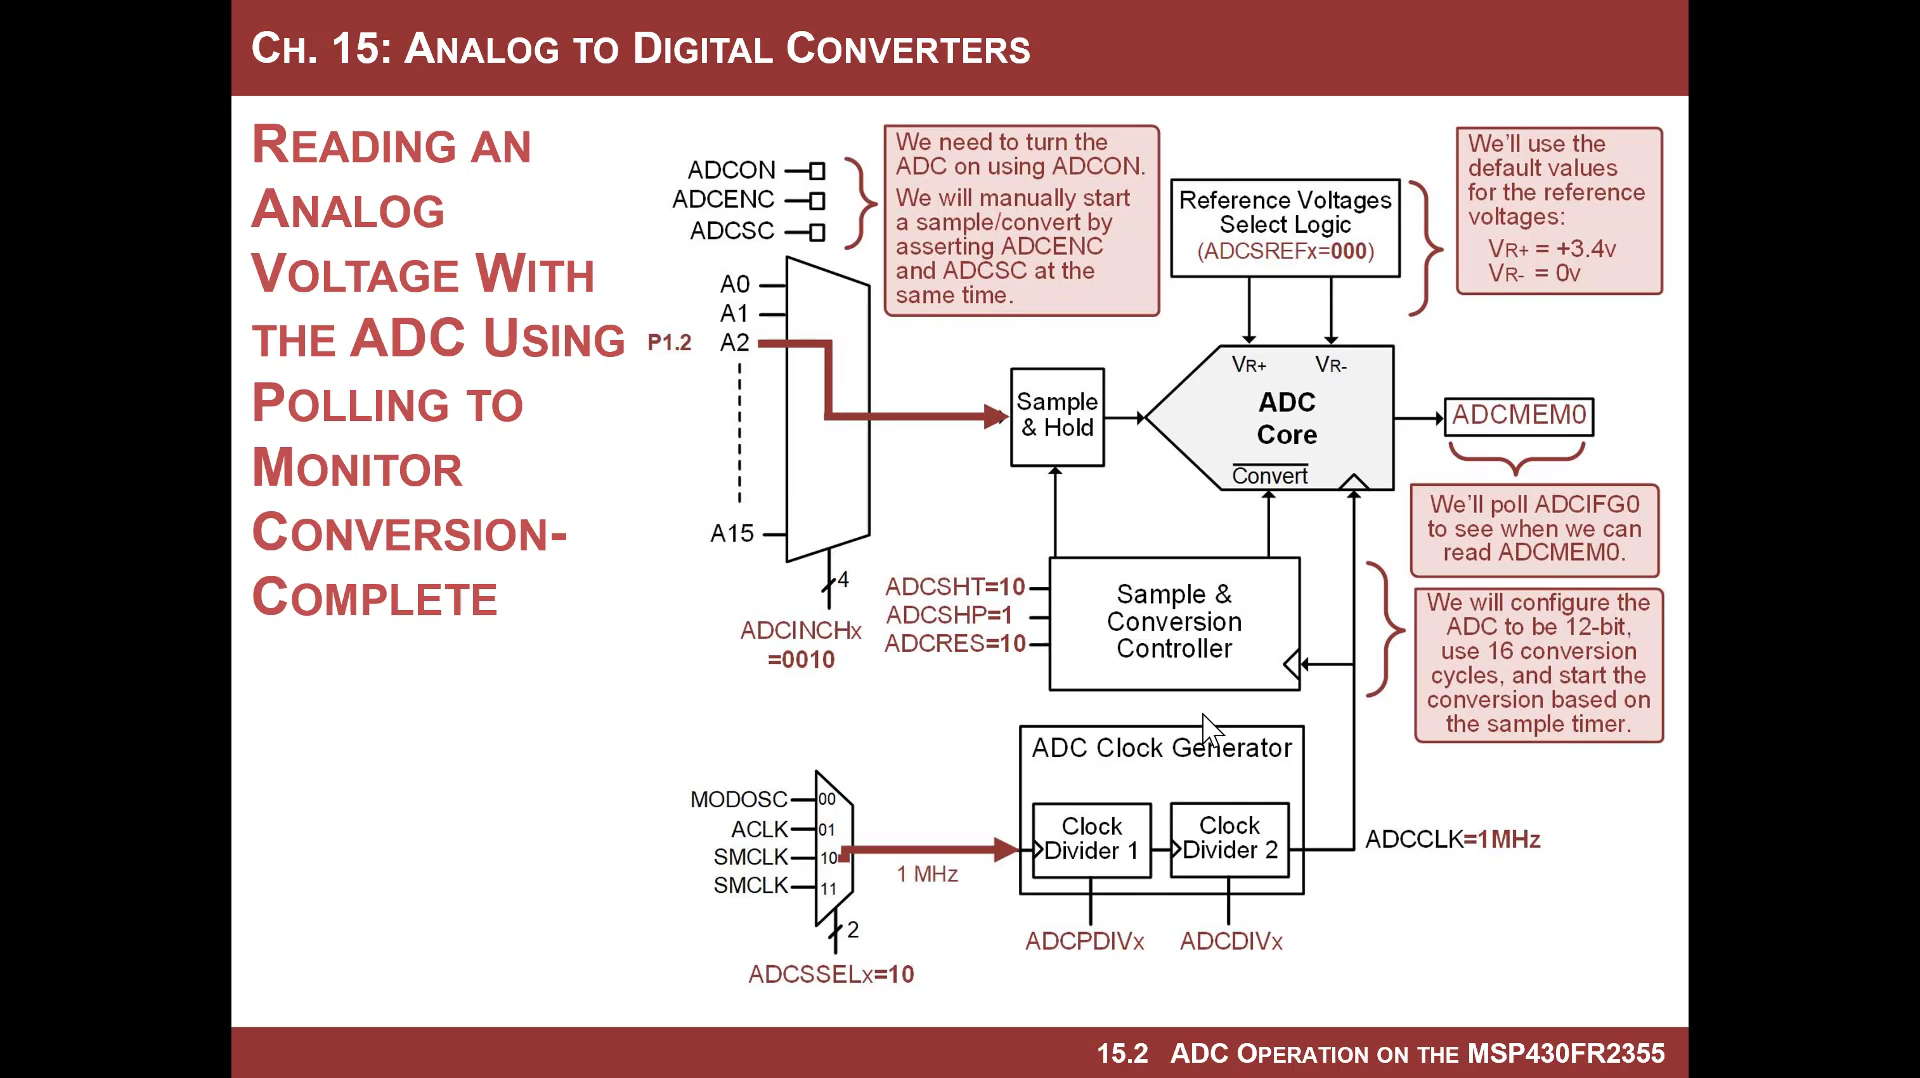 CH. 15: ANALOG TO DIGITAL CONVERTERS
READING AN
ANALOG
VOLTAGE WITH
THE ADC USING
POLLING TO
MONITOR
CONVERSION-
COMPLETE
ADCON
ADCENC
ADCSC
We need to turn the
ADC on using ADCON.
We will manually start
a sample/convert by
asserting ADCENC
and ADCSC at the
same time.
Reference Voltages
Select Logic
(ADCSREFx=000)
We'll use the
default values
for the reference
voltages:
VR+ = +3.4v
VR- = 0v
A0
A1
P1.2 A2
A15
4
ADCINCHx
=0010
Sample
& Hold
VR+ VR-
ADC
Core
Convert
ADCMEM0
We'll poll ADCIFG0
to see when we can
read ADCMEM0.
ADCSHT=10
ADCSHP=1
ADCRES=10
Sample &
Conversion
Controller
We will configure the
ADC to be 12-bit,
use 16 conversion
cycles, and start the
conversion based on
the sample timer.
ADC Clock Generator
MODOSC 00
ACLK 01
SMCLK 10
SMCLK 11
2
ADCSSELx=10
1 MHz
Clock
Divider 1
Clock
Divider 2
ADCPDIVx
ADCDIVx
ADCCLK=1MHz
15.2 ADC OPERATION ON THE MSP430FR2355